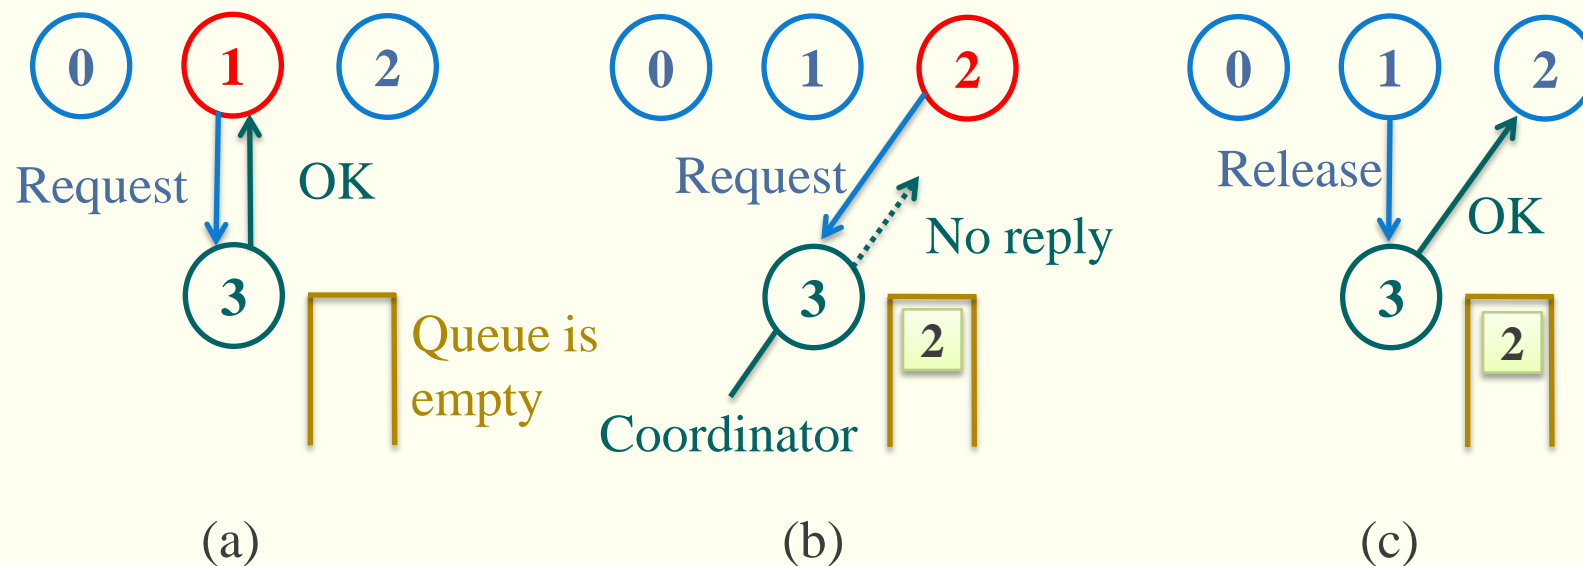 0 1 2
Request
OK
3
Queue is
empty
(a)
0 1 2
Request
No reply
3
2
Coordinator
(b)
0 1 2
Release
OK
3
2
(c)